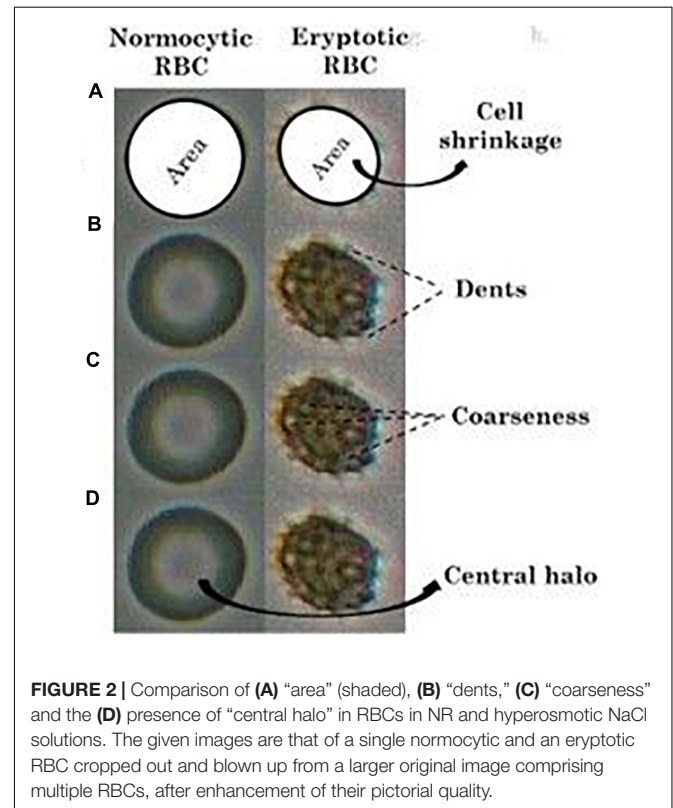 Normocytic Eryptotic
RBC RBC
A
Area Area
Cell
shrinkage
B
Dents
C
Coarseness
D
Central halo
FIGURE 2 | Comparison of (A) “area” (shaded), (B) “dents,” (C) “coarseness”
and the (D) presence of “central halo” in RBCs in NR and hyperosmotic NaCl
solutions. The given images are that of a single normocytic and an eryptotic
RBC cropped out and blown up from a larger original image comprising
multiple RBCs, after enhancement of their pictorial quality.